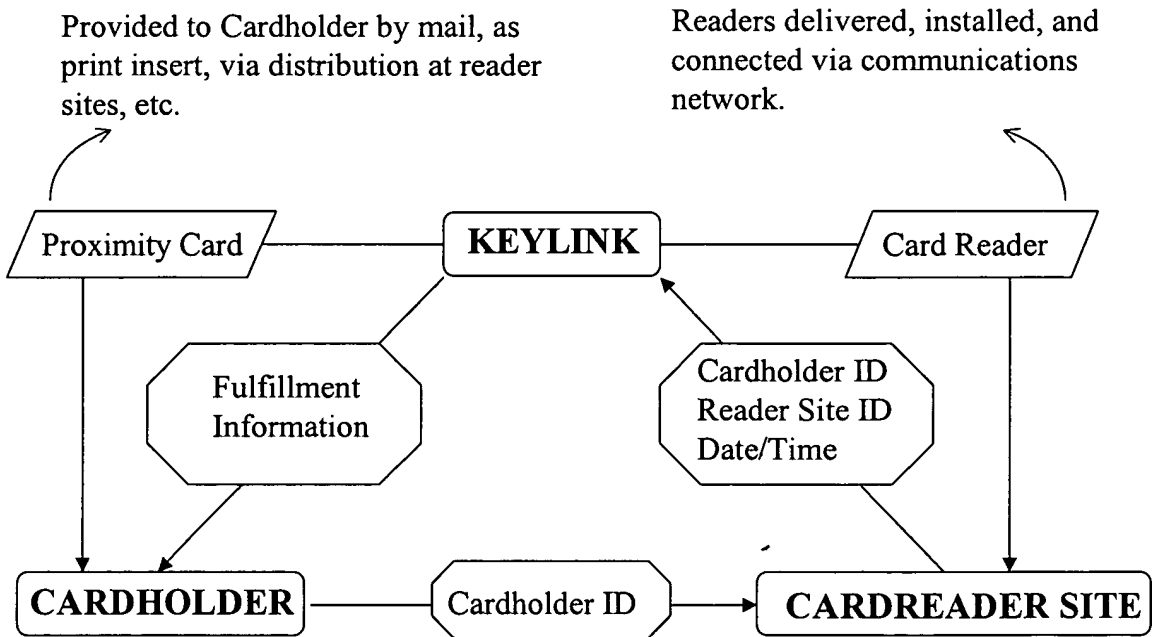 Provided to Cardholder by mail, as
print insert, via distribution at reader
sites, etc.
Readers delivered, installed, and
connected via communications
network.
Proximity Card
KEYLINK
Card Reader
Fulfillment
Information
Cardholder ID
Reader Site ID
Date/Time
CARDHOLDER
Cardholder ID
CARDREADER SITE